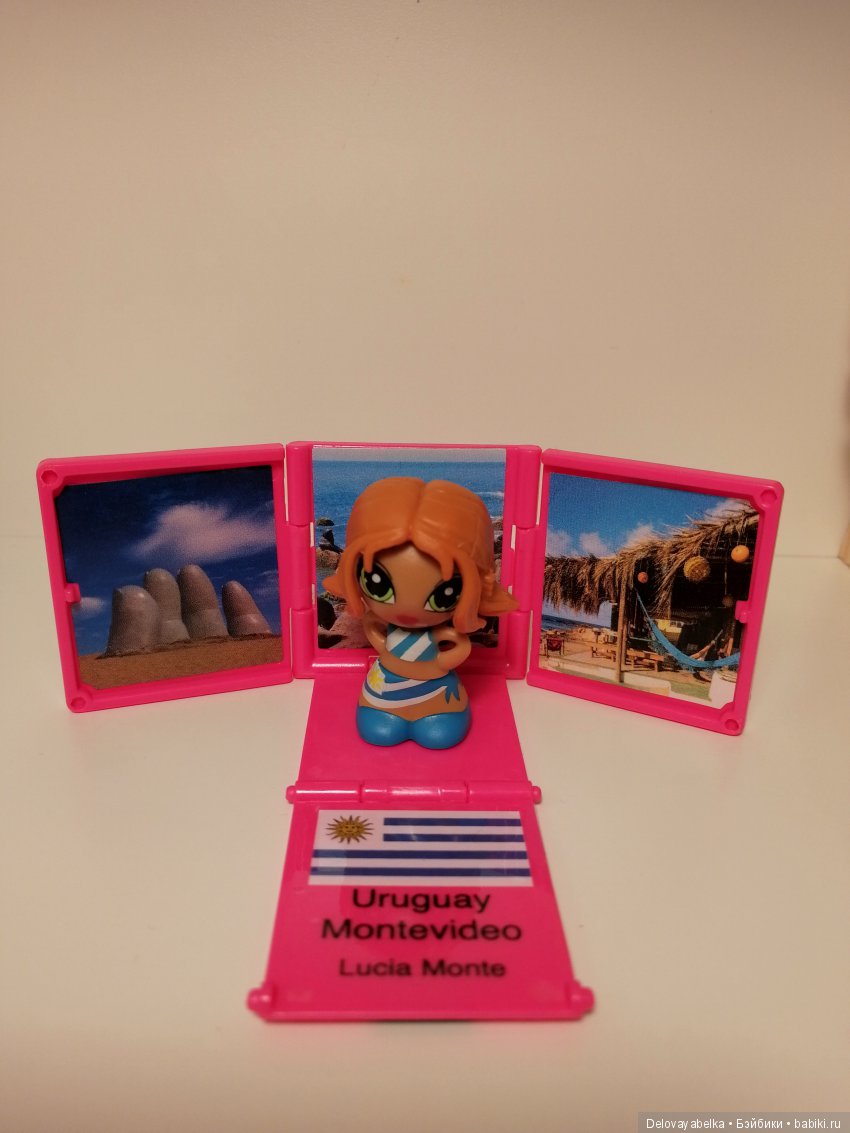 Uruguay
Montevideo
Lucia Monte
Delovayabelka • Бэйбики • babiki.ru